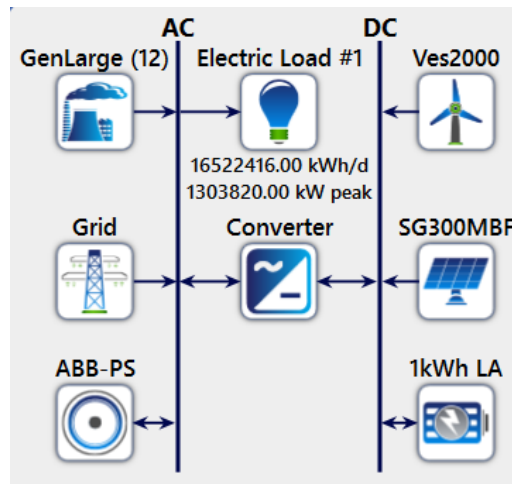 AC DC
GenLarge (12) Electric Load #1 Ves2000
16522416.00 kWh/d
1303820.00 kW peak
Grid Converter SG300MBF
ABB-PS 1kWh LA